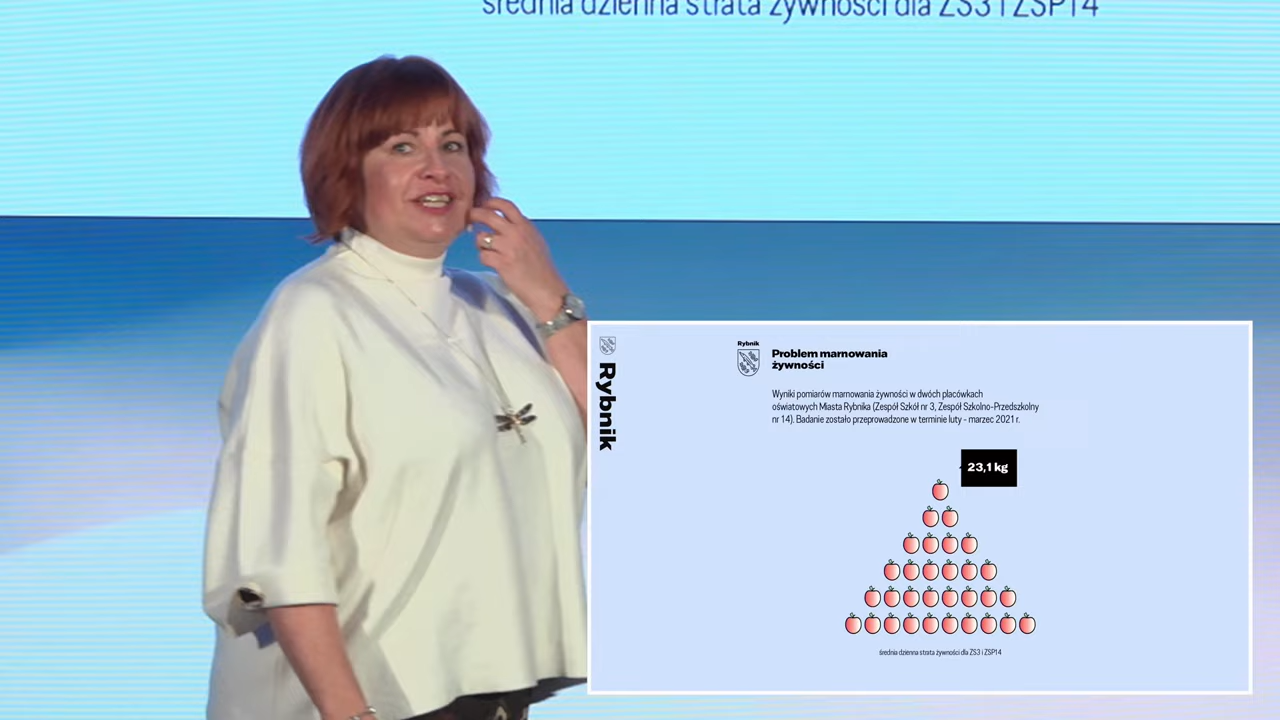 średnia dzienna strata żywności dla ZS3 i ZSP14
Rybnik
Rybnik
Problem marnowania
żywności
Wyniki pomiarów marnowania żywności w dwóch placówkach
oświatowych Miasta Rybnika (Zespół Szkół nr 3, Zespół Szkolno-Przedszkolny
nr 14). Badanie zostało przeprowadzone w terminie luty - marzec 2021 r.
23,1 kg
średnia dzienna strata żywności dla ZS3 i ZSP14